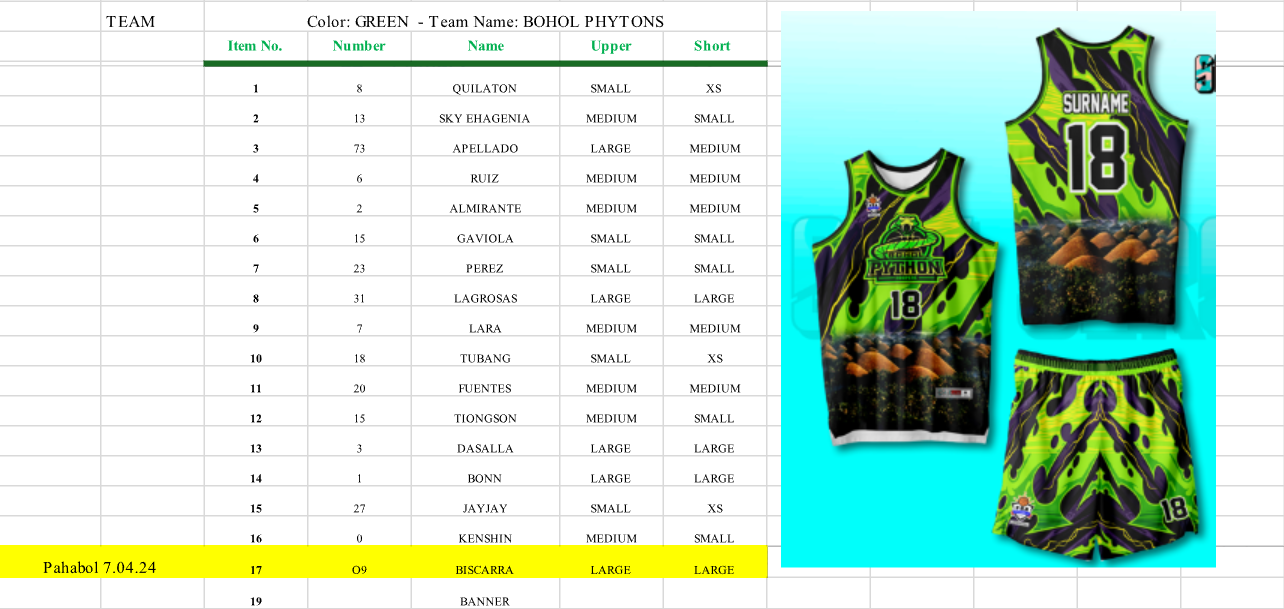 TEAM Color: GREEN - Team Name: BOHOL PHYTONS
Item No. Number Name Upper Short
1 8 QUILATON SMALL XS
2 13 SKY EHAGENIA MEDIUM SMALL
3 73 APELLADO LARGE MEDIUM
4 6 RUIZ MEDIUM MEDIUM
5 2 ALMIRANTE MEDIUM MEDIUM
6 15 GAVIOLA SMALL SMALL
7 23 PEREZ SMALL SMALL
8 31 LAGROSAS LARGE LARGE
9 7 LARA MEDIUM MEDIUM
10 18 TUBANG SMALL XS
11 20 FUENTES MEDIUM MEDIUM
12 15 TIONGSON MEDIUM SMALL
13 3 DASALLA LARGE LARGE
14 1 BONN LARGE LARGE
15 27 JAYJAY SMALL XS
16 0 KENSHIN MEDIUM SMALL
Pahabol 7.04.24 17 O9 BISCARRA LARGE LARGE
19 BANNER
SURNAME
18
BOHOL
PYTHON
18
18